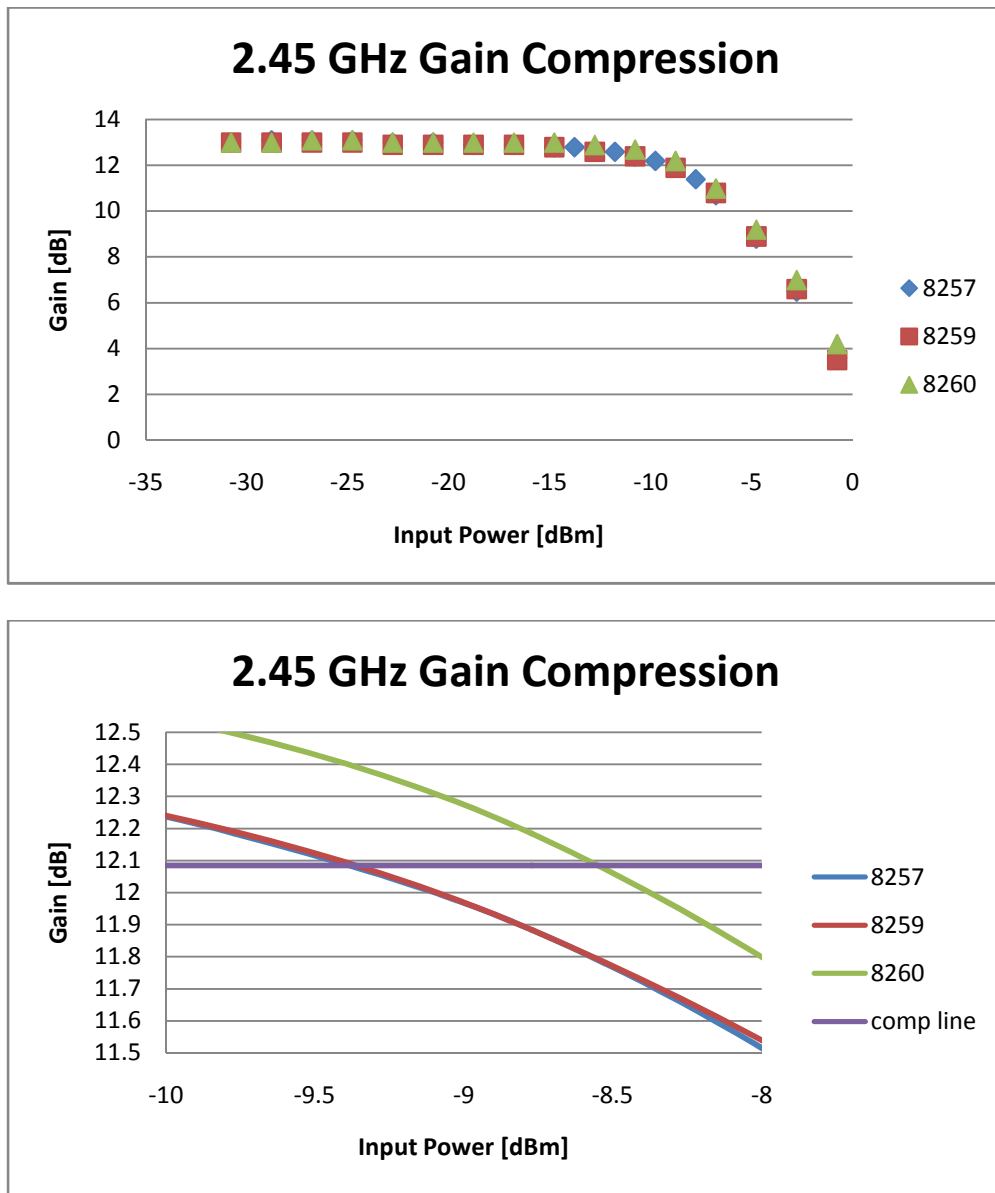 2.45 GHz Gain Compression
14
12
10
8
6
4
2
0
Gain [dB]
-35 -30 -25 -20 -15 -10 -5 0
Input Power [dBm]
8257
8259
8260
2.45 GHz Gain Compression
12.5
12.4
12.3
12.2
12.1
12
11.9
11.8
11.7
11.6
11.5
Gain [dB]
-10 -9.5 -9 -8.5 -8
Input Power [dBm]
8257
8259
8260
comp line